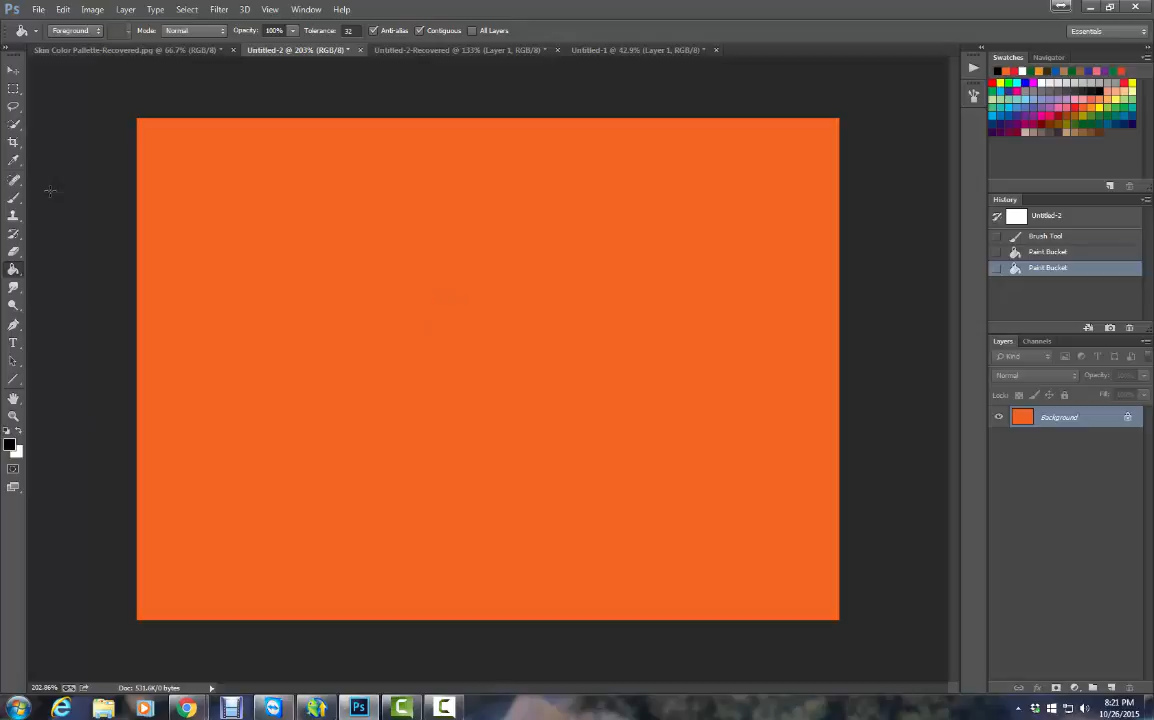 Ps File Edit Image Layer Type Select Filter 3D View Window Help
Foreground Mode: Normal Opacity: 100% Tolerance: 32 Anti-alias Contiguous All Layers Essentials
Skas Color Pallette-Recovered.jpg @ 66.7% (RGB/8) * × Untitled-2 @ 203% (RGB/8) * × Untitled-2-Recovered @ 133% (Layer 1, RGB/8) * × Untitled-1 @ 42.9% (Layer 1, RGB/8) * ×
Swatches Navigator
History
Untitled-2
Brush Tool
Paint Bucket
Paint Bucket
Layers Channels
Kind
Normal Opacity:
Lock: Fill:
Background
202.86% Doc: 531.6K/0 bytes
Ps
8:21 PM
10/26/2015